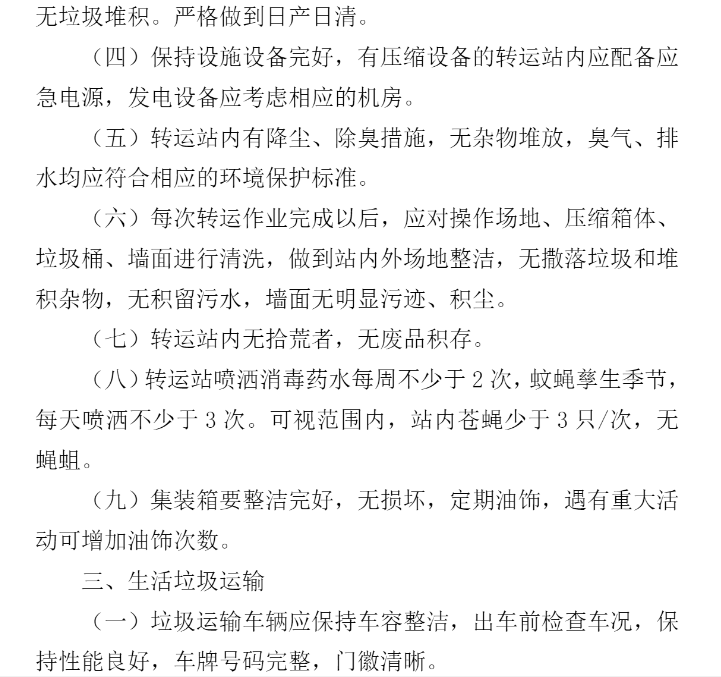 无垃圾堆积。严格做到日产日清。
（四）保持设施设备完好，有压缩设备的转运站内应配备应
急电源，发电设备应考虑相应的机房。
（五）转运站内有降尘、除臭措施，无杂物堆放，臭气、排
水均应符合相应的环境保护标准。
（六）每次转运作业完成以后，应对操作场地、压缩箱体、
垃圾桶、墙面进行清洗，做到站内外场地整洁，无撒落垃圾和堆
积杂物，无积留污水，墙面无明显污迹、积尘。
（七）转运站内无拾荒者，无废品积存。
（八）转运站喷洒消毒药水每周不少于 2 次，蚊蝇孳生季节，
每天喷洒不少于 3 次。可视范围内，站内苍蝇少于 3 只/次，无
蝇蛆。
（九）集装箱要整洁完好，无损坏，定期油饰，遇有重大活
动可增加油饰次数。
三、生活垃圾运输
（一）垃圾运输车辆应保持车容整洁，出车前检查车况，保
持性能良好，车牌号码完整，门徽清晰。